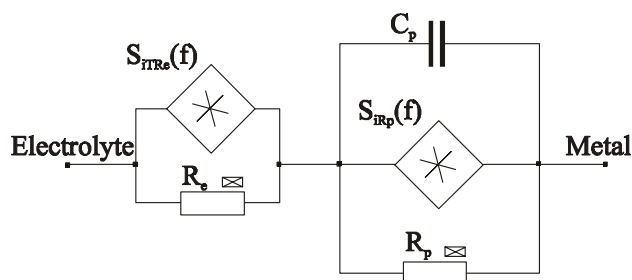 C_p
S_iTRe(f)
S_iRp(f)
Electrolyte
Metal
R_e
R_p